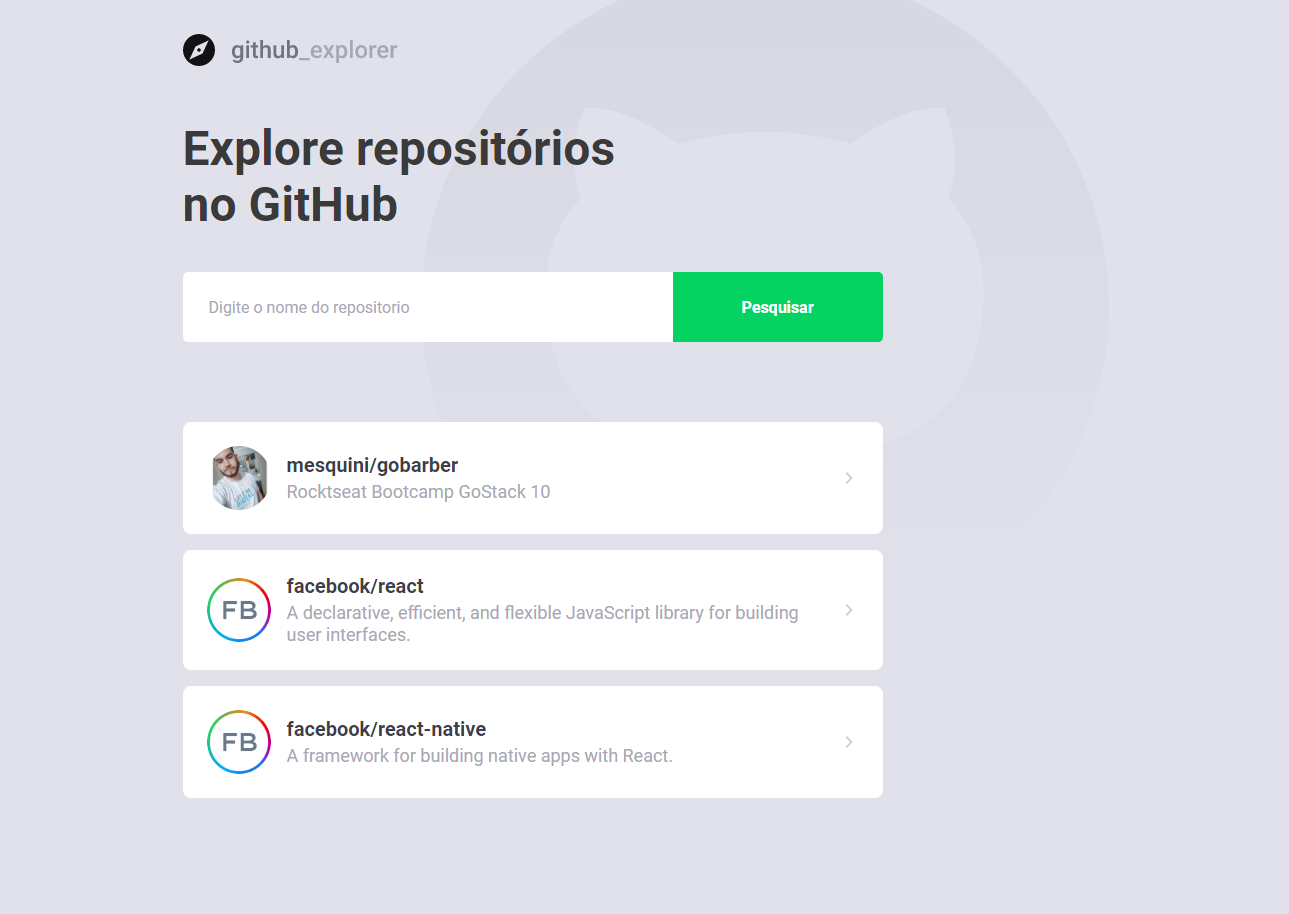 github_explorer
Explore repositórios
no GitHub
Digite o nome do repositorio
Pesquisar
mesquini/gobarber
Rocktseat Bootcamp GoStack 10
FB
facebook/react
A declarative, efficient, and flexible JavaScript library for building
user interfaces.
FB
facebook/react-native
A framework for building native apps with React.